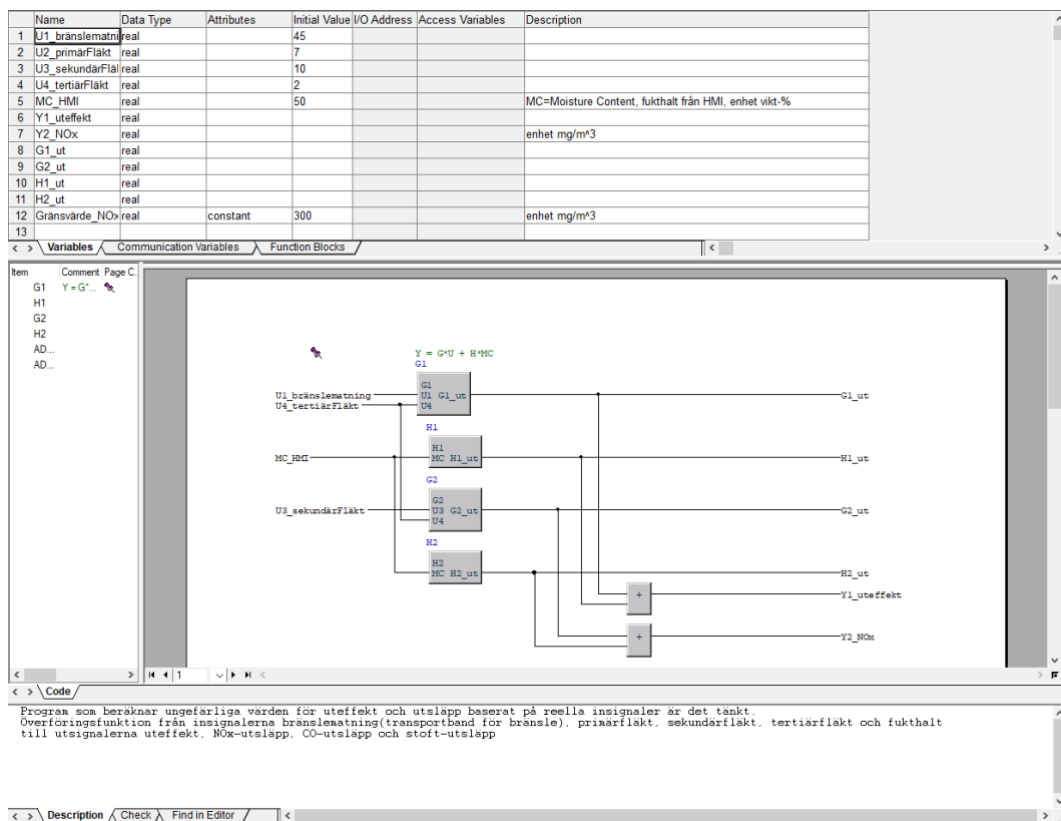 Name Data Type Attributes Initial Value I/O Address Access Variables Description
1 U1_bränslematni real 45
2 U2_primärFläkt real 7
3 U3_sekundärFlä real 10
4 U4_tertiärFläkt real 2
5 MC_HMI real 50 MC=Moisture Content, fukthalt från HMI, enhet vikt-%
6 Y1_uteffekt real
7 Y2_NOx real enhet mg/m^3
8 G1_ut real
9 G2_ut real
10 H1_ut real
11 H2_ut real
12 Gränsvärde_NOx real constant 300 enhet mg/m^3
13
Variables Communication Variables Function Blocks
Item Comment Page C.
G1 Y = G*...
H1
G2
H2
AD...
AD...
Y = G*U + H*MC
G1
G1
U1_bränslematning U1 G1_ut G1_ut
U4_tertiärFläkt U4
H1
H1
MC_HMI MC H1_ut H1_ut
G2
G2
U3_sekundärFläkt U3 G2_ut G2_ut
U4
H2
H2
MC H2_ut H2_ut
+ Y1_uteffekt
+ Y2_NOx
1
Code
Program som beräknar ungefärliga värden för uteffekt och utsläpp baserat på reella insignaler är det tänkt.
Överföringsfunktion från insignalerna bränslematning(transportband för bränsle), primärfläkt, sekundärfläkt, tertiärfläkt och fukthalt
till utsignalerna uteffekt, NOx-utsläpp, CO-utsläpp och stoft-utsläpp
Description Check Find in Editor